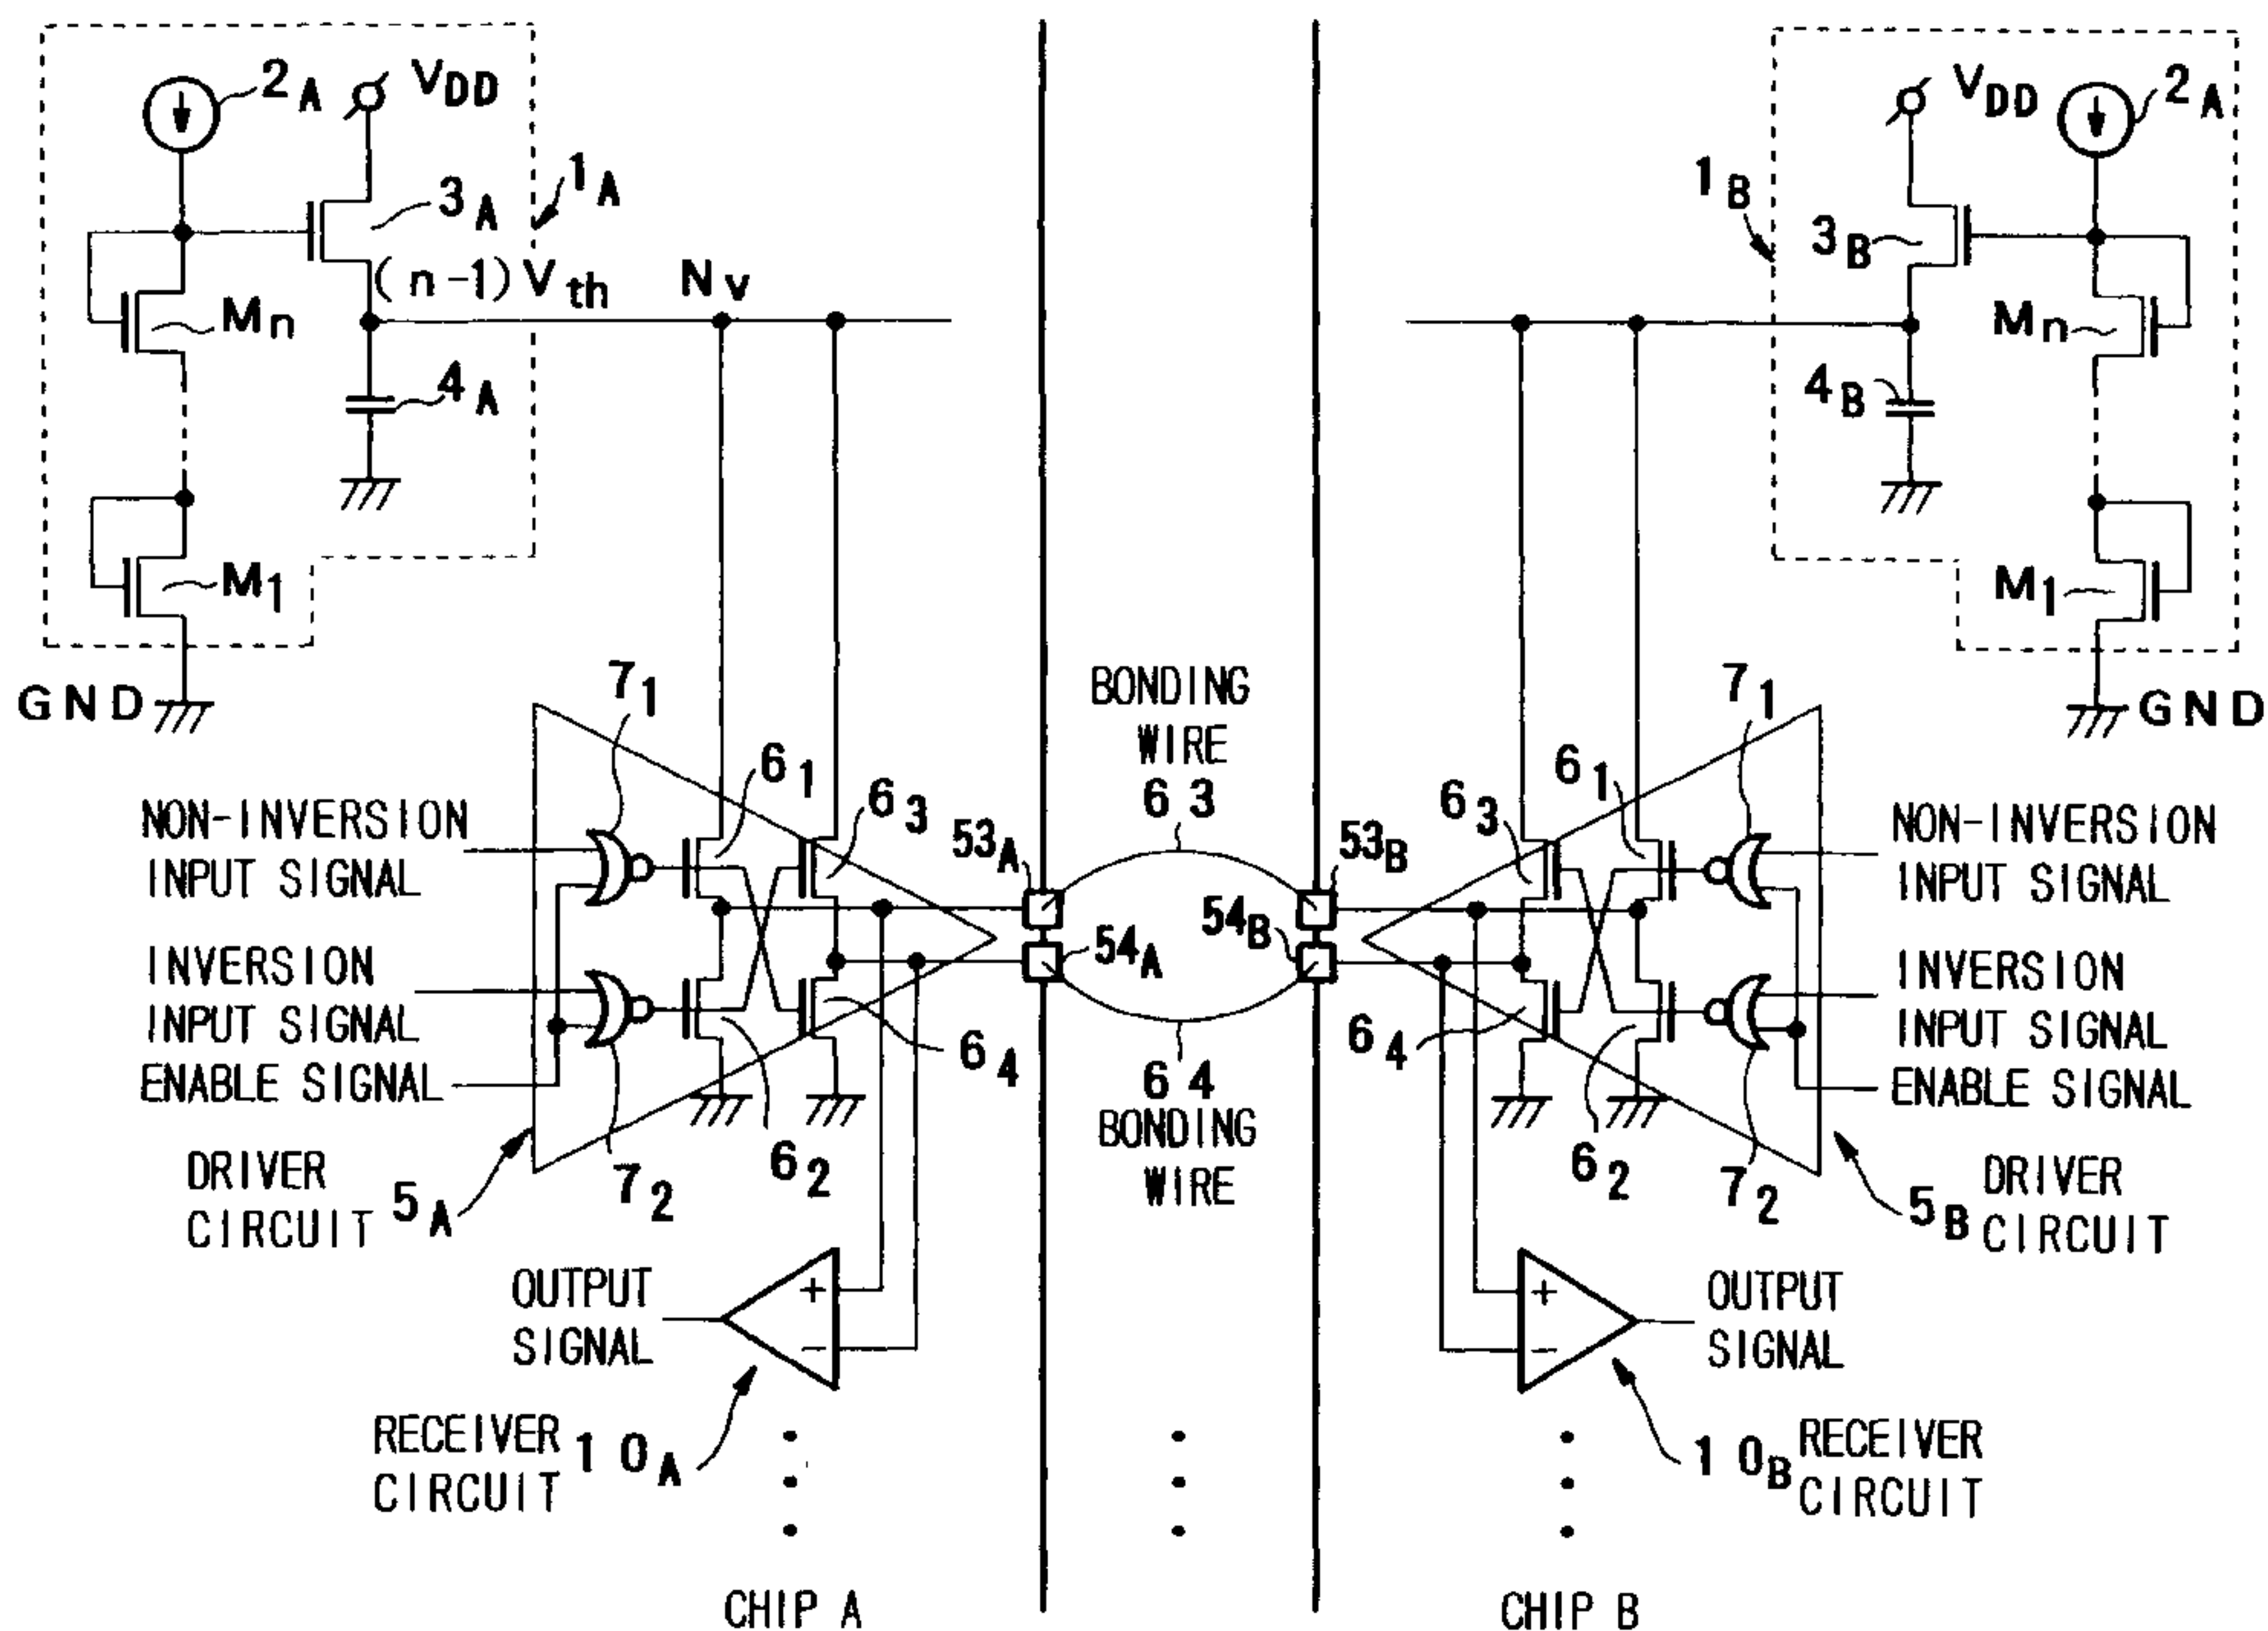 2A
VDD
3A
1A
(n-1)Vth
Nv
Mn
4A
M1
GND
VDD
2A
1B
3B
Mn
4B
M1
GND
71
61
63
NON-INVERSION
INPUT SIGNAL
INVERSION
INPUT SIGNAL
ENABLE SIGNAL
64
62
72
DRIVER
CIRCUIT 5A
53A
54A
BONDING
WIRE
63
53B
54B
64
BONDING
WIRE
71
61
63
NON-INVERSION
INPUT SIGNAL
INVERSION
INPUT SIGNAL
ENABLE SIGNAL
64
62
72
5B DRIVER
CIRCUIT
OUTPUT
SIGNAL
+
−
RECEIVER
CIRCUIT 10A
+
−
OUTPUT
SIGNAL
10B RECEIVER
CIRCUIT
CHIP A
CHIP B